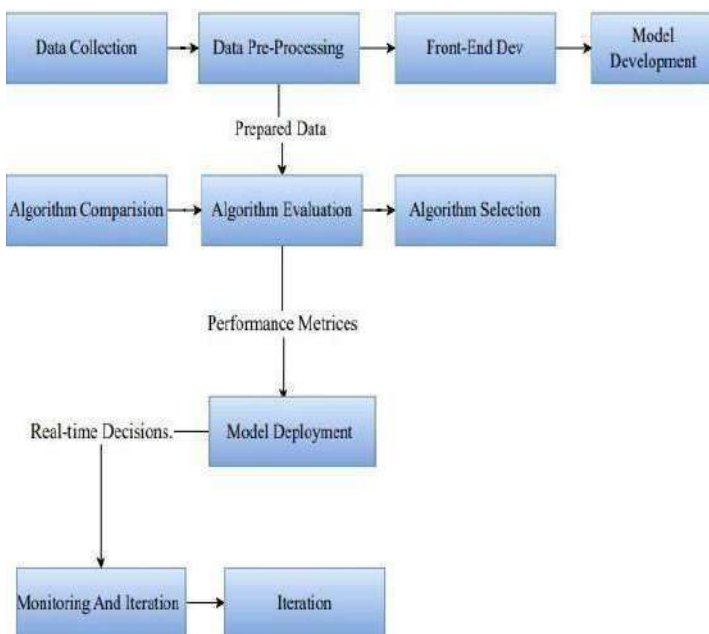 Data Collection
Data Pre-Processing
Front-End Dev
Model
Development
Prepared Data
Algorithm Comparision
Algorithm Evaluation
Algorithm Selection
Performance Metrices
Real-time Decisions.
Model Deployment
Monitoring And Iteration
Iteration